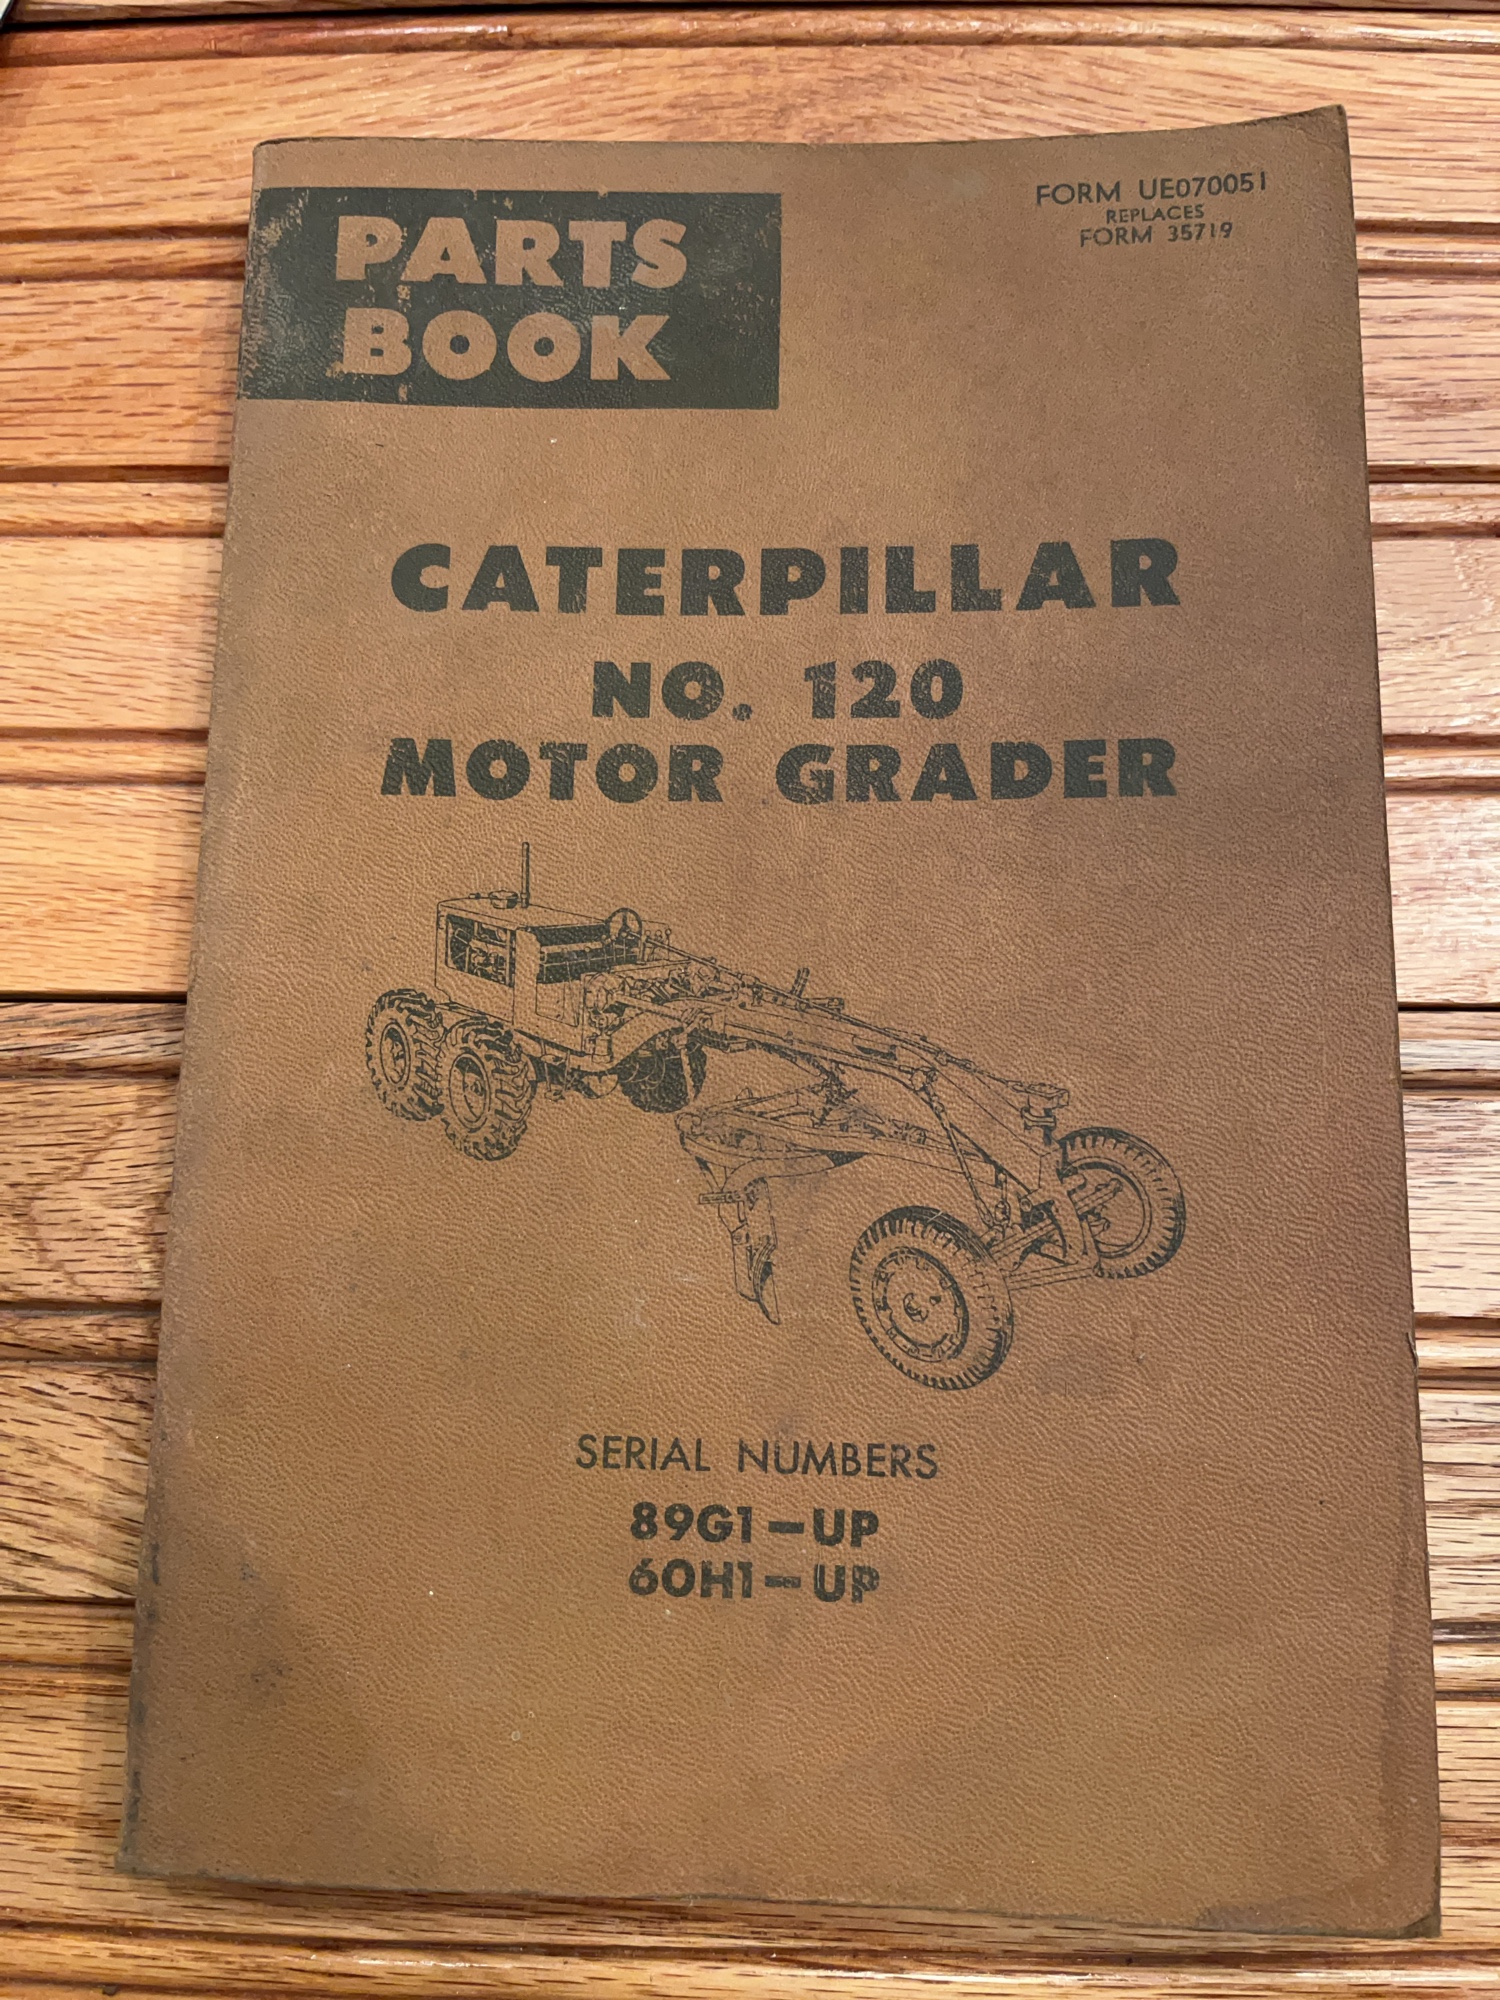 PARTS
BOOK
FORM UE070051
REPLACES
FORM 35719
CATERPILLAR
NO. 120
MOTOR GRADER
SERIAL NUMBERS
89G1-UP
60H1-UP